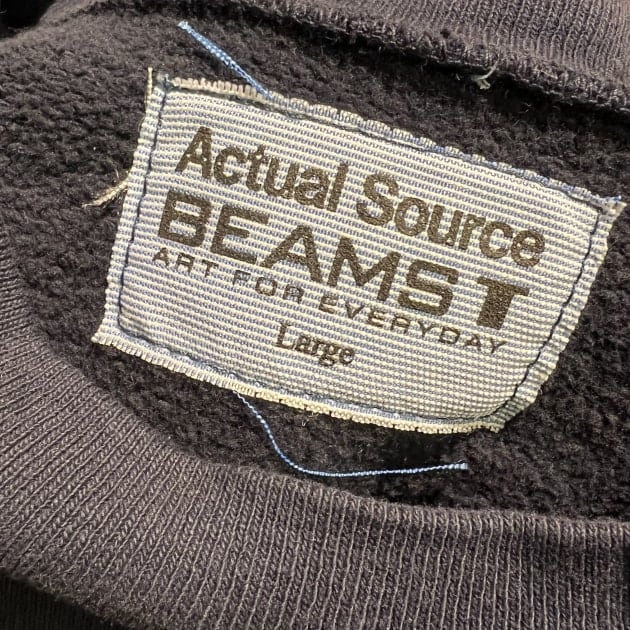 Actual Source
BEAMS T
ART FOR EVERYDAY
Large